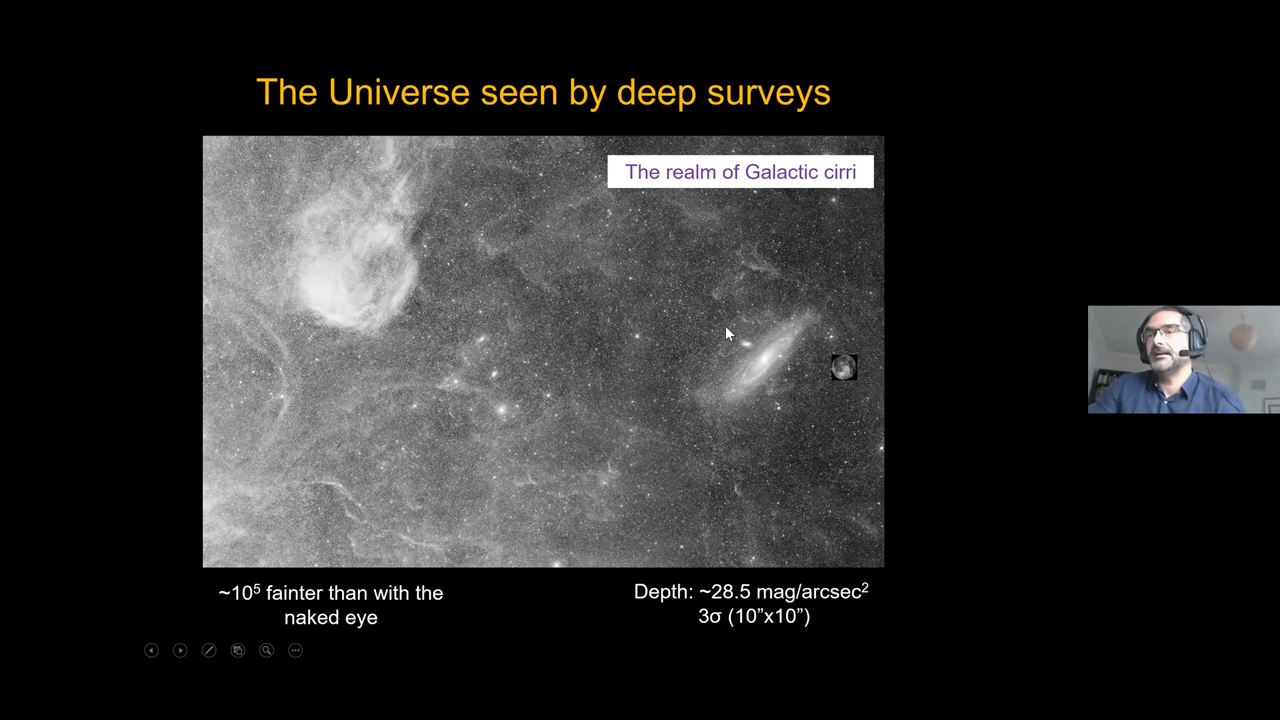 The Universe seen by deep surveys
The realm of Galactic cirri
~10⁵ fainter than with the
naked eye
Depth: ~28.5 mag/arcsec²
3σ (10”x10”)